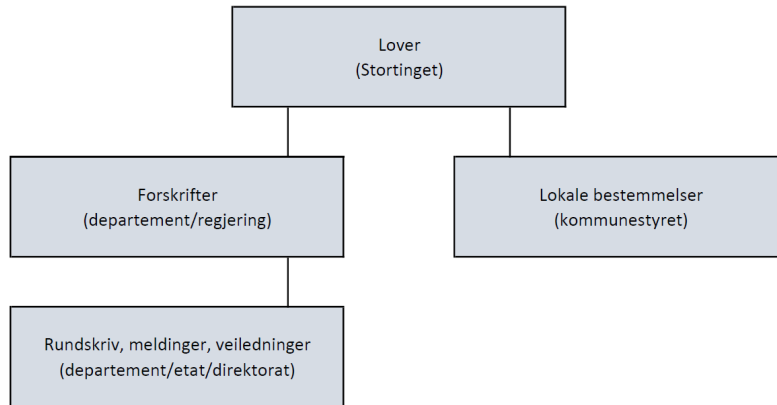 Lover
(Stortinget)
Forskrifter
(departement/regjering)
Lokale bestemmelser
(kommunestyret)
Rundskriv, meldinger, veiledninger
(departement/etat/direktorat)